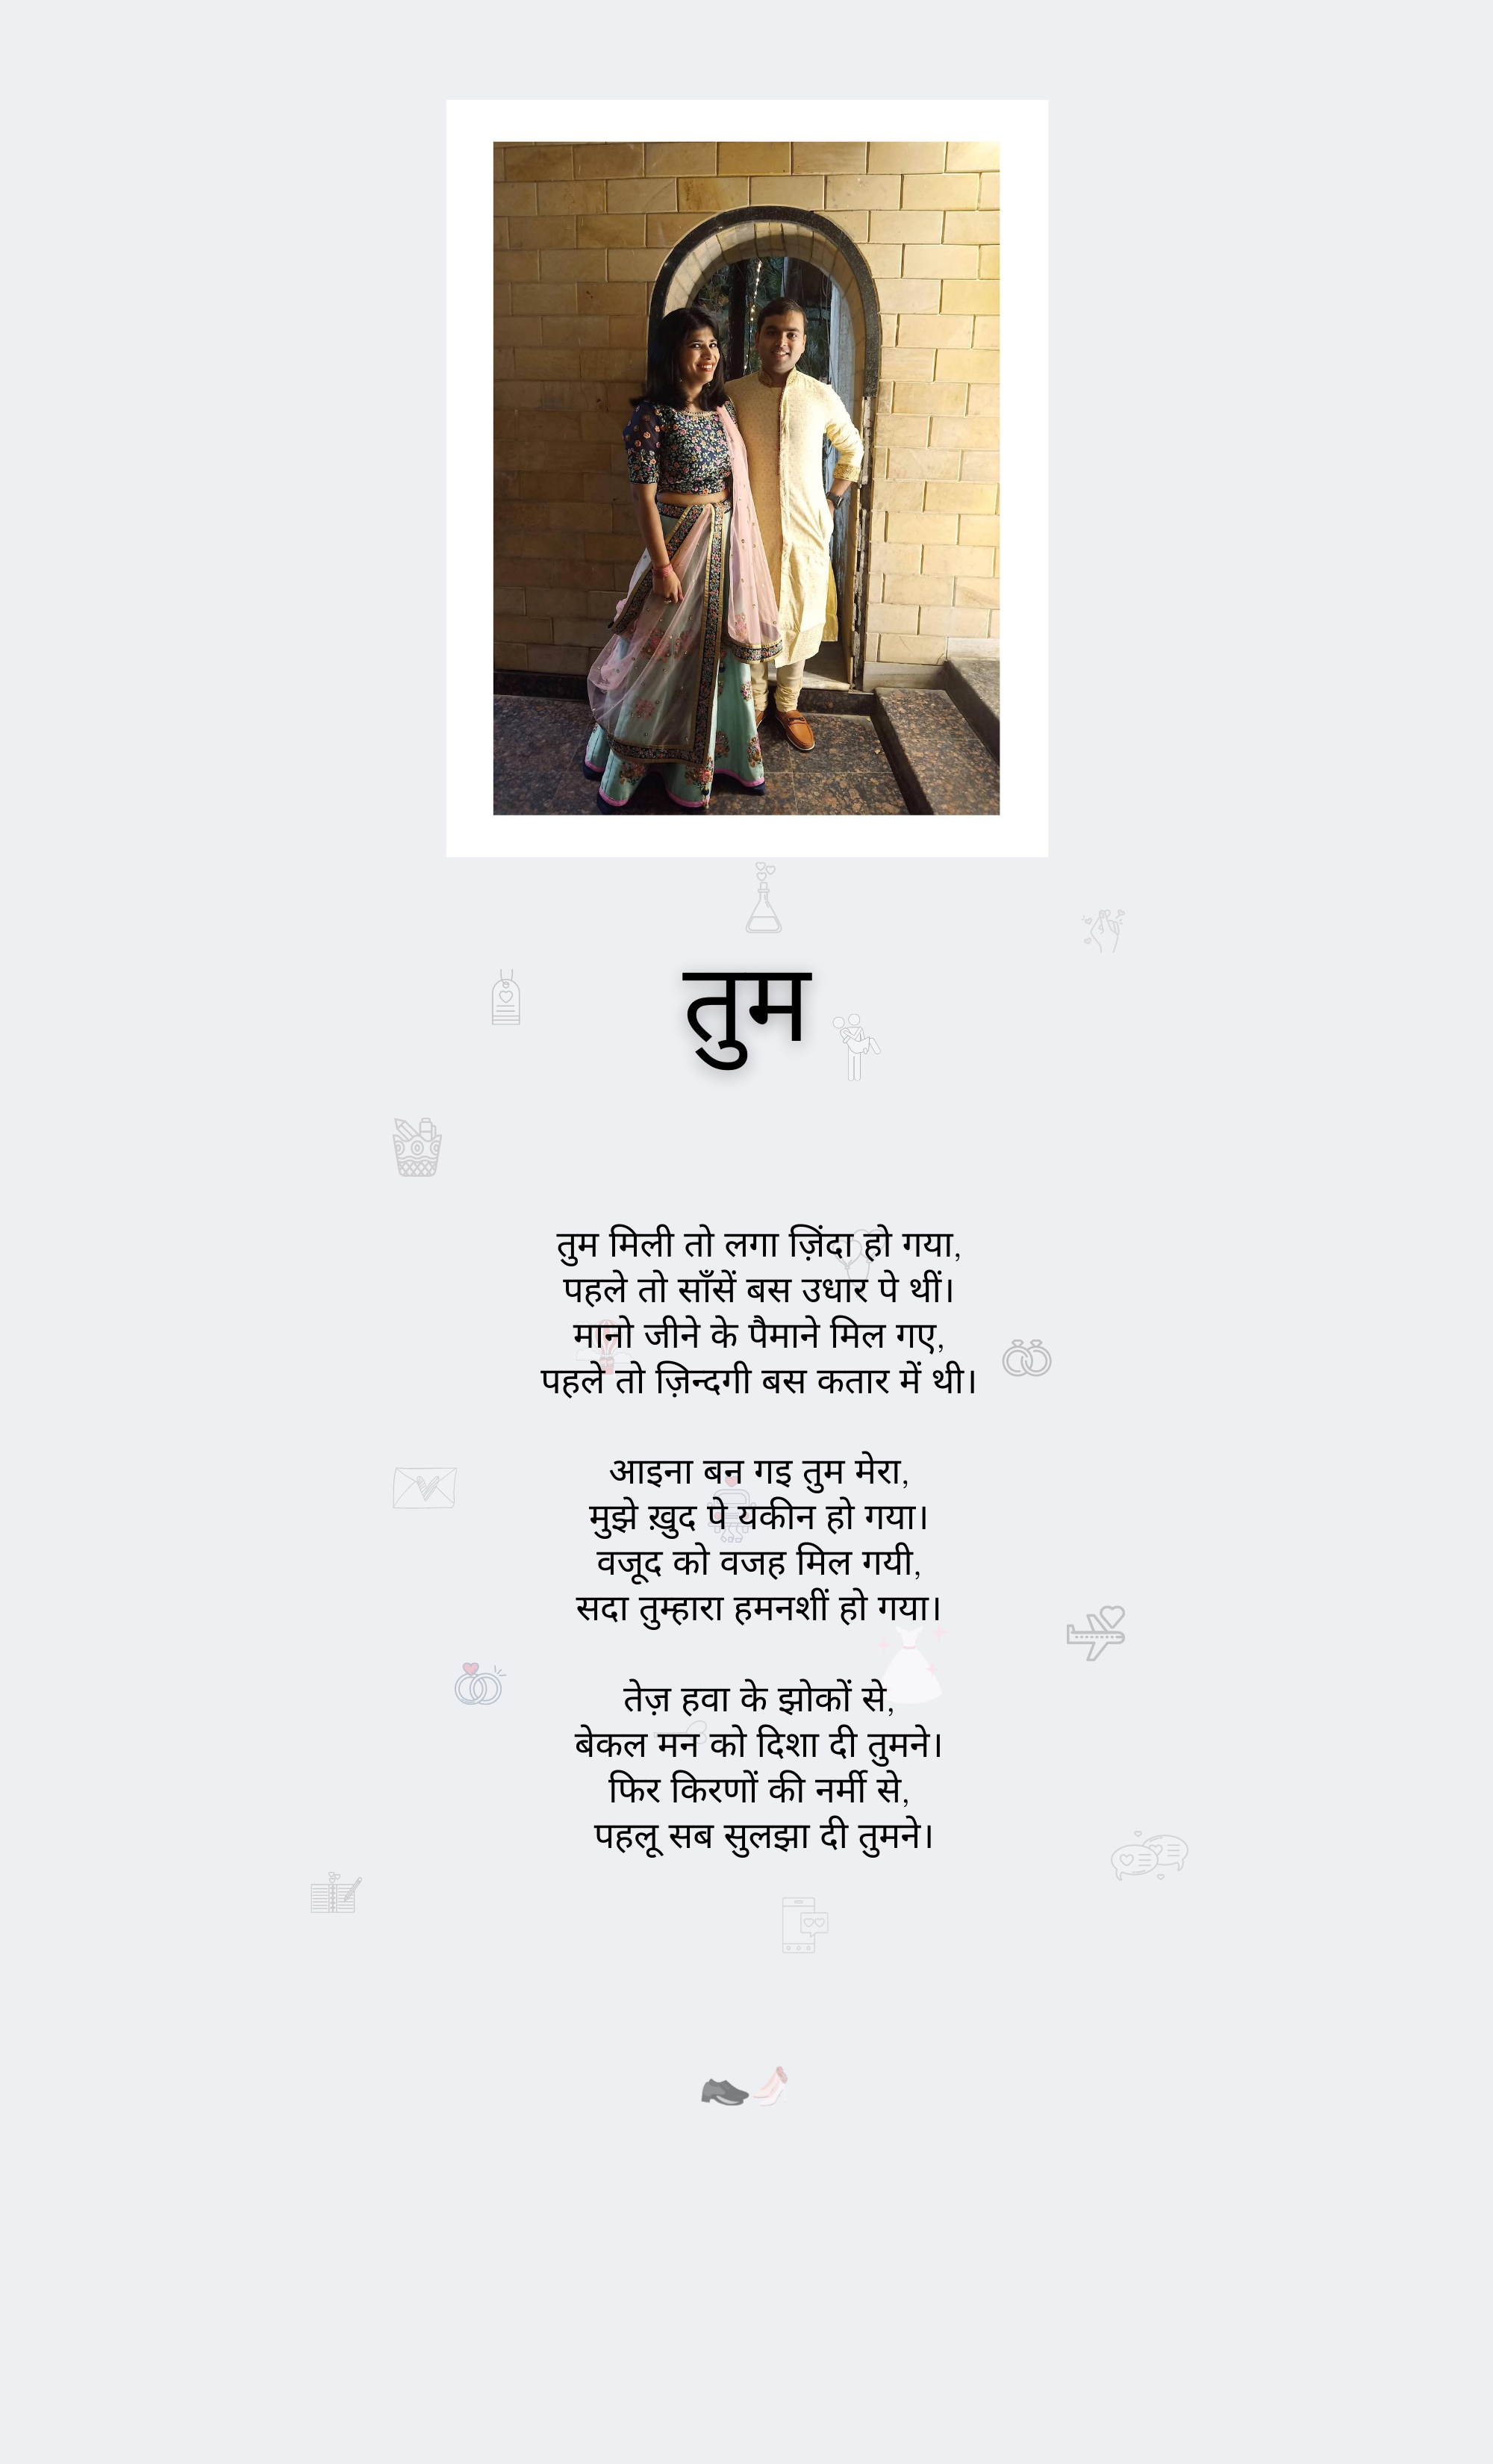 तुम
तुम मिली तो लगा ज़िंदा हो गया,
पहले तो साँसें बस उधार पे थीं।
मानो जीने के पैमाने मिल गए,
पहले तो ज़िन्दगी बस कतार में थी।
आइना बन गइ तुम मेरा,
मुझे ख़ुद पे यकीन हो गया।
वजूद को वजह मिल गयी,
सदा तुम्हारा हमनशीं हो गया।
तेज़ हवा के झोकों से,
बेकल मन को दिशा दी तुमने।
फिर किरणों की नर्मी से,
पहलू सब सुलझा दी तुमने।